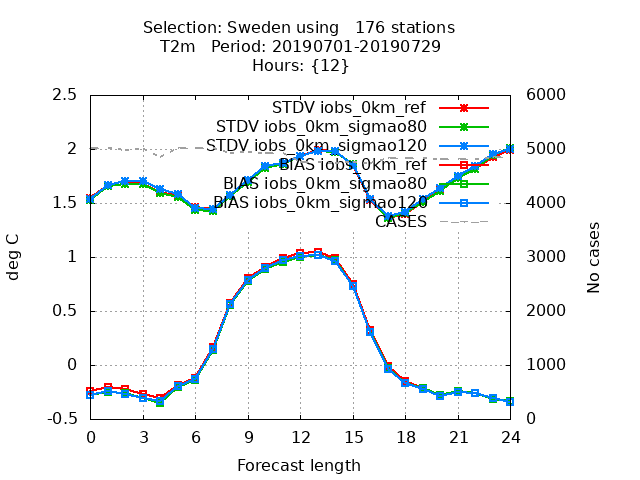 Selection: Sweden using   176 stations
T2m   Period: 20190701-20190729
Hours: {12}
2.5
2
1.5
1
0.5
0
-0.5
deg C
6000
5000
4000
3000
2000
1000
0
No cases
STDV iobs_0km_ref
STDV iobs_0km_sigmao80
STDV iobs_0km_sigmao120
BIAS iobs_0km_ref
BIAS iobs_0km_sigmao80
BIAS iobs_0km_sigmao120
CASES
0 3 6 9 12 15 18 21 24
Forecast length